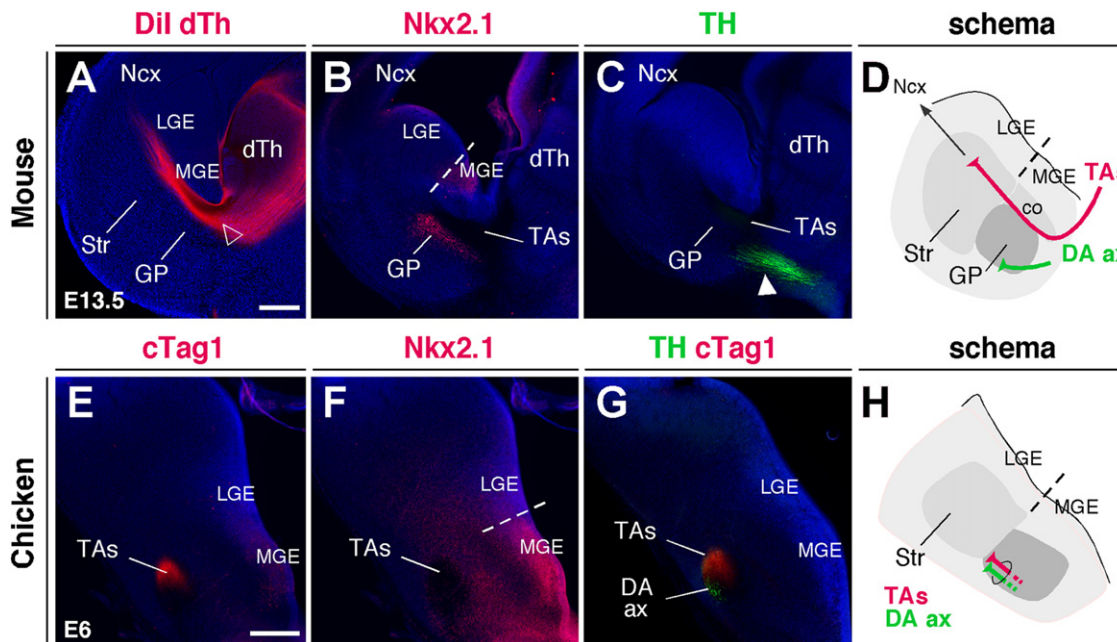 DiI dTh
Nkx2.1
TH
schema
Mouse
A
Ncx
LGE
MGE
dTh
Str
GP
E13.5
B
Ncx
LGE
MGE
dTh
GP
TAs
C
Ncx
dTh
GP
TAs
D
Ncx
LGE
MGE
TAs
co
Str
GP
DA ax
cTag1
Nkx2.1
TH cTag1
schema
Chicken
E
LGE
TAs
MGE
E6
F
LGE
TAs
MGE
G
LGE
TAs
MGE
DA
ax
H
LGE
MGE
Str
TAs
DA ax